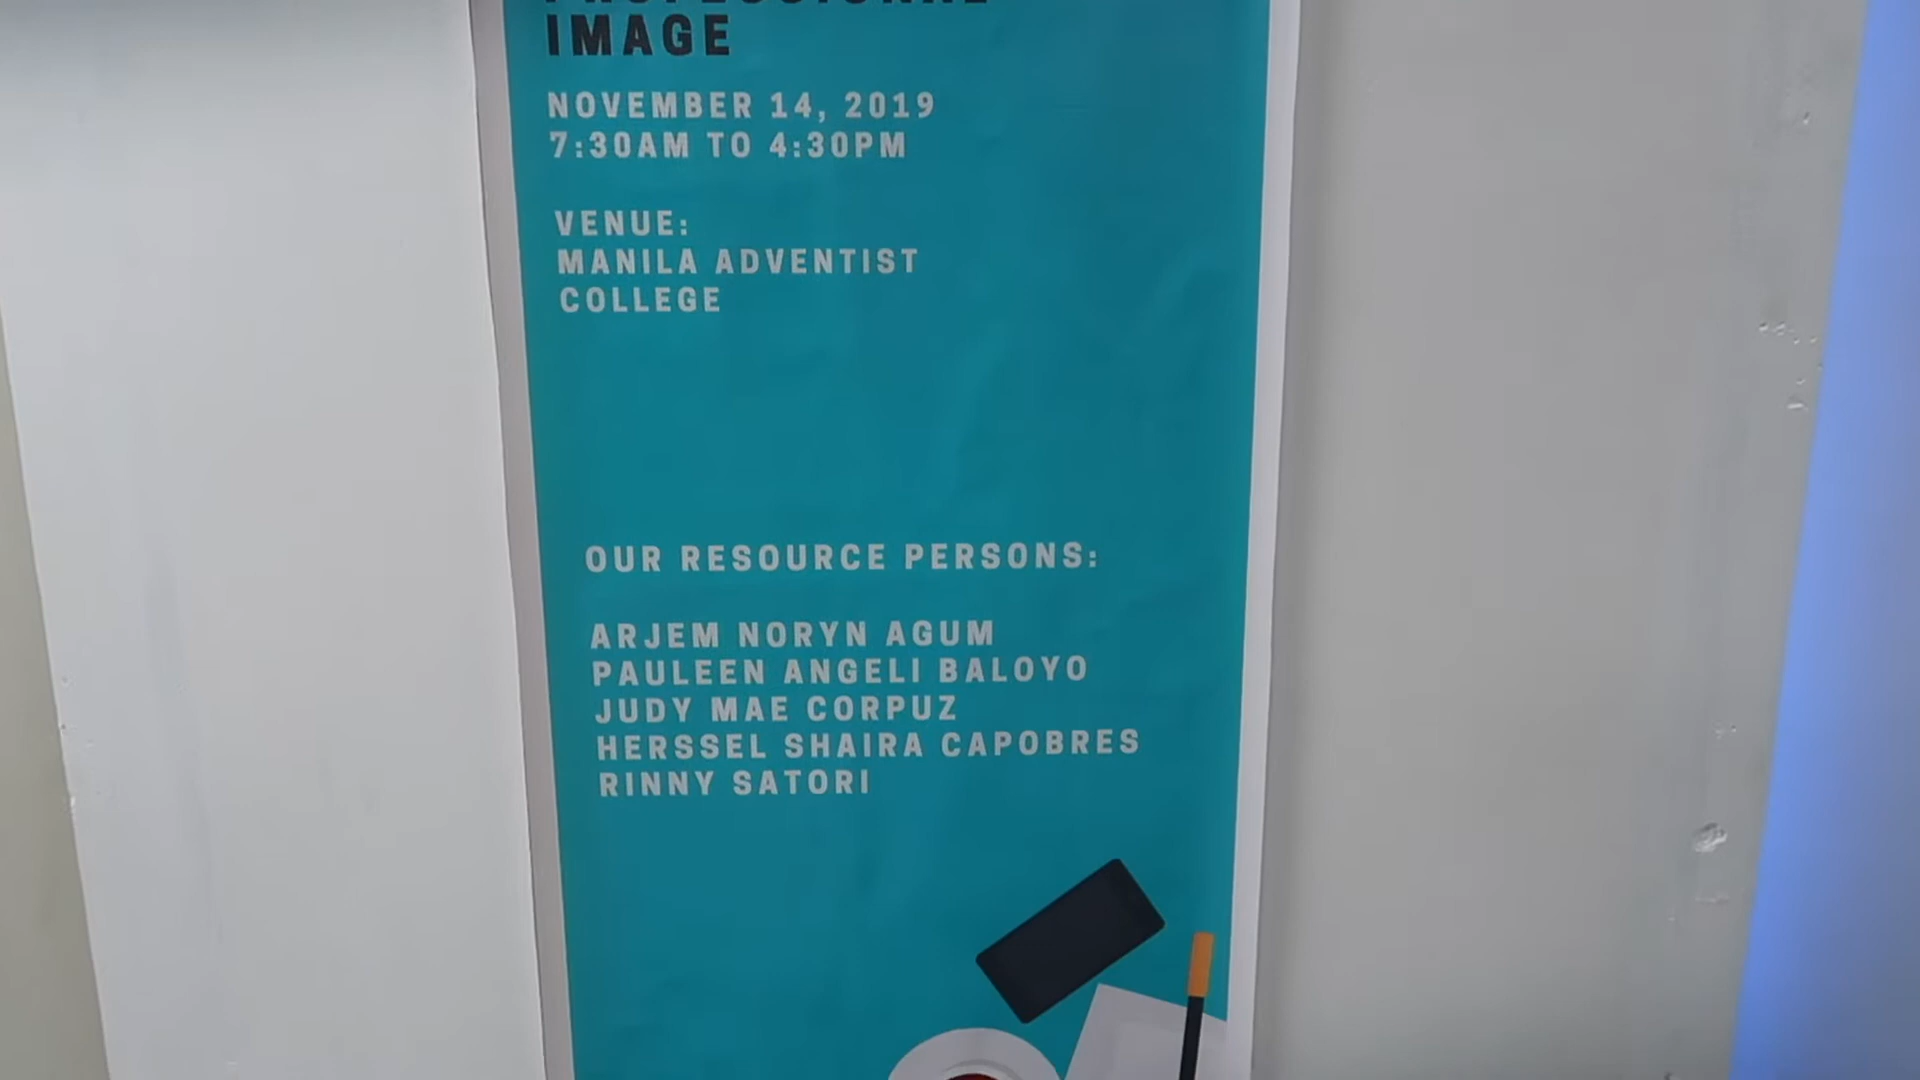 PROFESSIONAL
IMAGE
NOVEMBER 14, 2019
7:30AM TO 4:30PM
VENUE:
MANILA ADVENTIST
COLLEGE
OUR RESOURCE PERSONS:
ARJEM NORYN AGUM
PAULEEN ANGELI BALOYO
JUDY MAE CORPUZ
HERSSEL SHAIRA CAPOBRES
RINNY SATORI